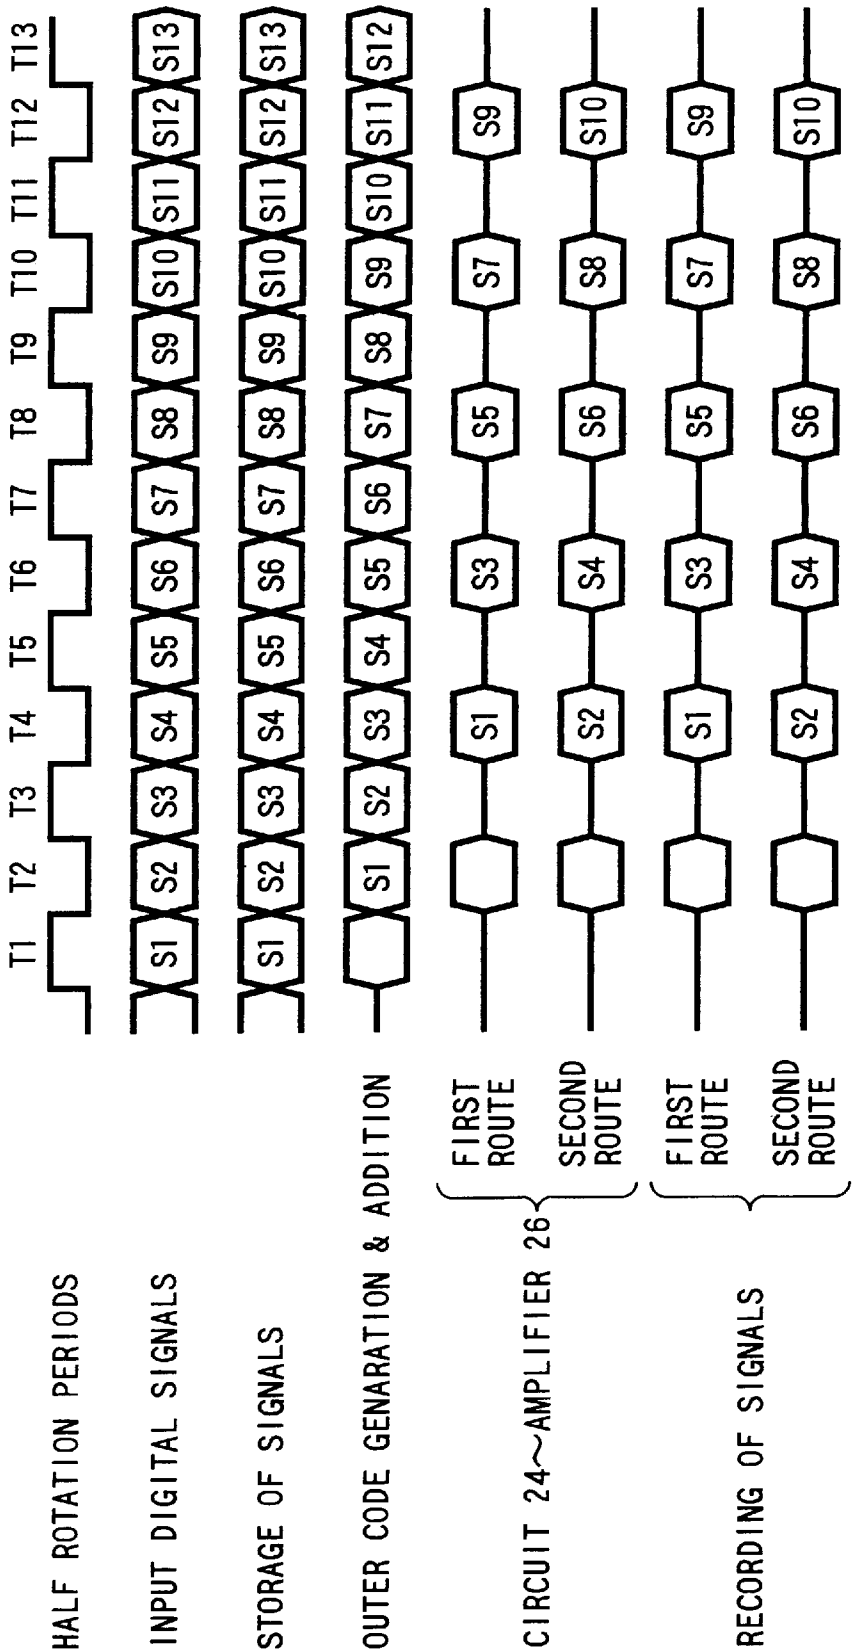 HALF ROTATION PERIODS T1 T2 T3 T4 T5 T6 T7 T8 T9 T10 T11 T12 T13
INPUT DIGITAL SIGNALS S1 S2 S3 S4 S5 S6 S7 S8 S9 S10 S11 S12 S13
STORAGE OF SIGNALS S1 S2 S3 S4 S5 S6 S7 S8 S9 S10 S11 S12 S13
OUTER CODE GENARATION & ADDITION S1 S2 S3 S4 S5 S6 S7 S8 S9 S10 S11 S12
CIRCUIT 24~AMPLIFIER 26
FIRST
ROUTE
S1 S3 S5 S7 S9
SECOND
ROUTE
S2 S4 S6 S8 S10
RECORDING OF SIGNALS
FIRST
ROUTE
S1 S3 S5 S7 S9
SECOND
ROUTE
S2 S4 S6 S8 S10